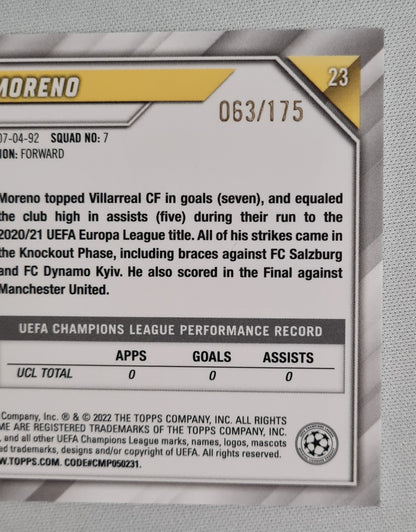 MORENO
23
063/175
07-04-92 SQUAD NO: 7
ION: FORWARD
Moreno topped Villarreal CF in goals (seven), and equaled
the club high in assists (five) during their run to the
2020/21 UEFA Europa League title. All of his strikes came in
the Knockout Phase, including braces against FC Salzburg
and FC Dynamo Kyiv. He also scored in the Final against
Manchester United.
UEFA CHAMPIONS LEAGUE PERFORMANCE RECORD
APPS GOALS ASSISTS
UCL TOTAL 0 0 0
Company, Inc. ® & © 2022 THE TOPPS COMPANY, INC. ALL RIGHTS
ME ARE REGISTERED TRADEMARKS OF THE TOPPS COMPANY, INC.
, and all other UEFA Champions League marks, names, logos, mascots
d trademarks, designs and/or copyrights of UEFA. All rights reserved.
W.TOPPS.COM. CODE#CMP050231.